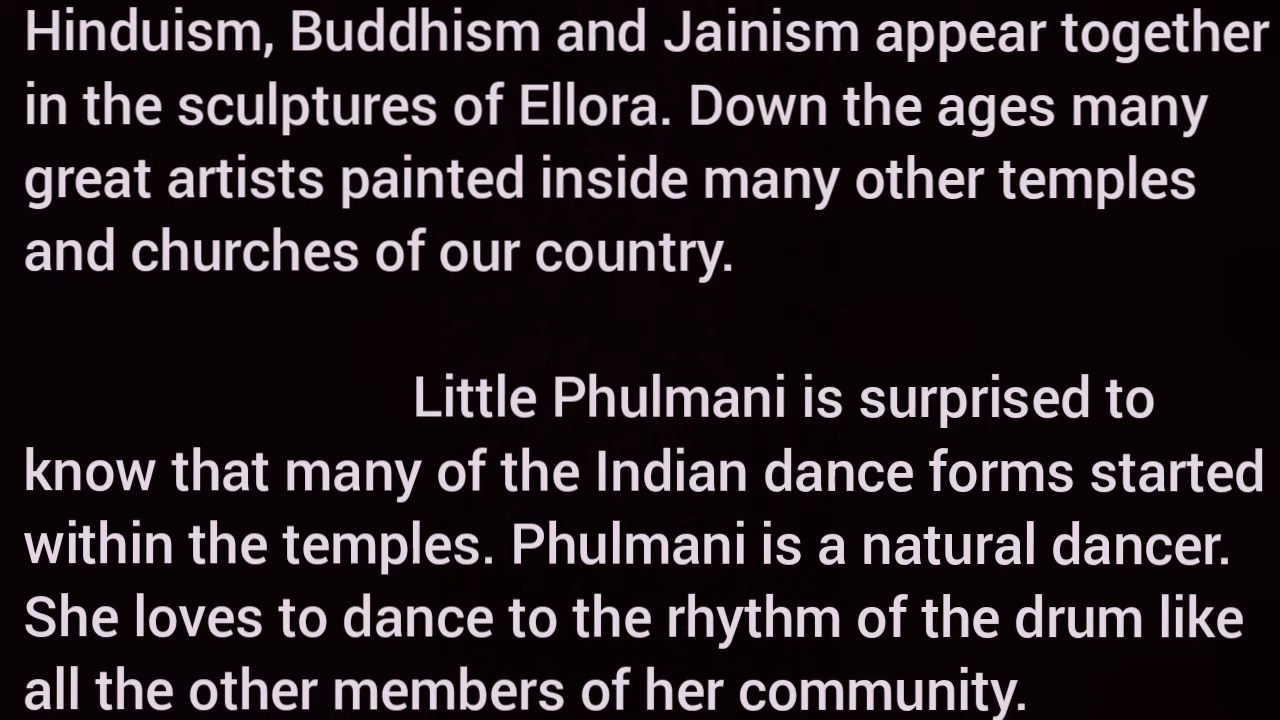 Hinduism, Buddhism and Jainism appear together
in the sculptures of Ellora. Down the ages many
great artists painted inside many other temples
and churches of our country.
Little Phulmani is surprised to
know that many of the Indian dance forms started
within the temples. Phulmani is a natural dancer.
She loves to dance to the rhythm of the drum like
all the other members of her community.